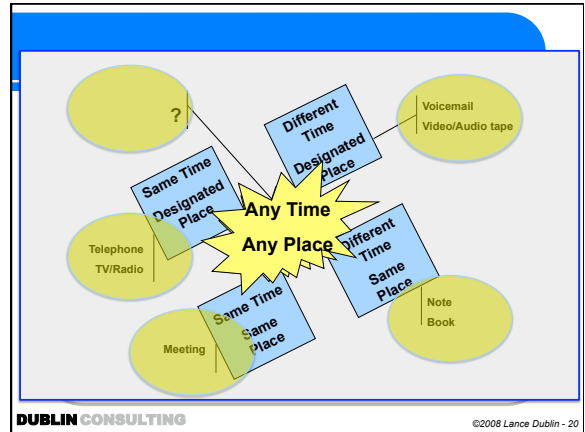 ?
Different
Time
Designated
Place
Voicemail
Video/Audio tape
Same Time
Designated
Place
Any Time
Any Place
Telephone
TV/Radio
Different
Time
Same
Place
Note
Book
Same Time
Same
Place
Meeting
DUBLIN CONSULTING
©2008 Lance Dublin - 20